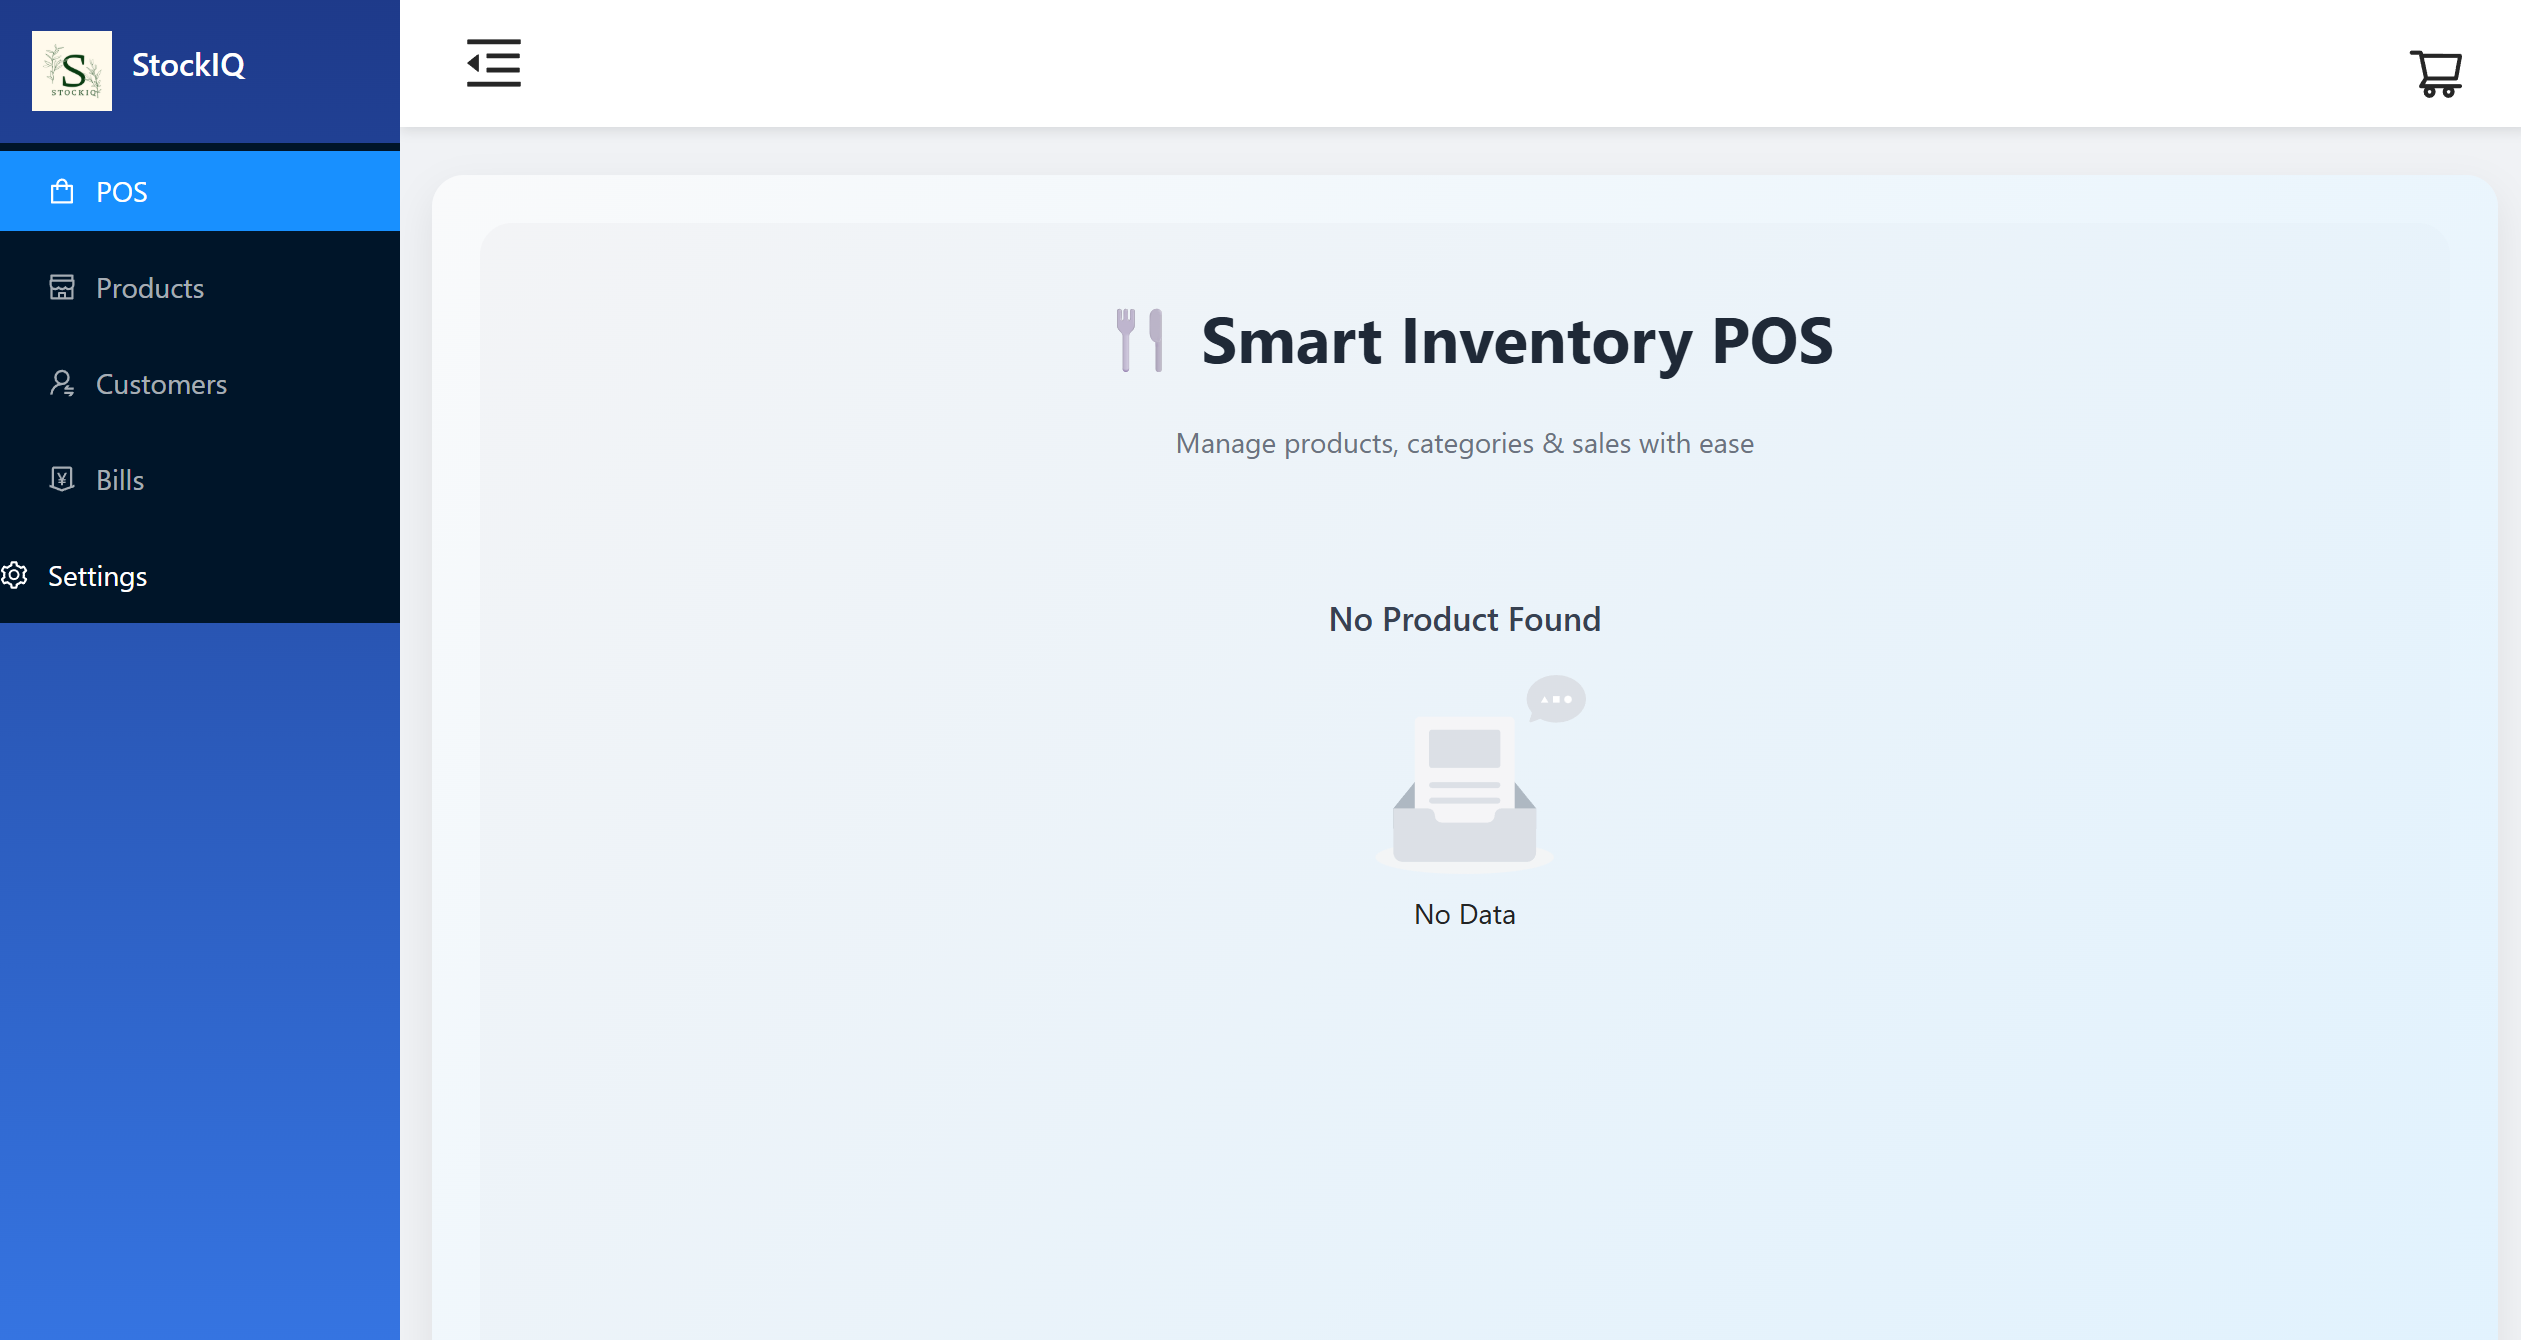 S
STOCKIQ
StockIQ
POS
Products
Customers
Bills
Settings
Smart Inventory POS
Manage products, categories & sales with ease
No Product Found
No Data